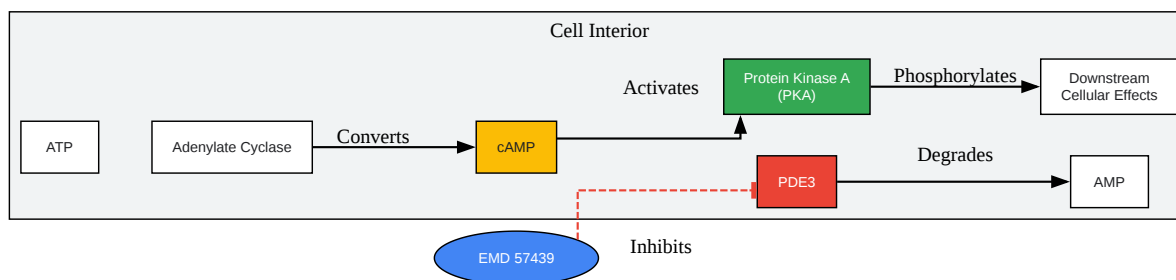 Cell Interior
Activates
Protein Kinase A
(PKA)
Phosphorylates
Downstream
Cellular Effects
ATP
Adenylate Cyclase
Converts
cAMP
Degrades
PDE3
AMP
EMD 57439
Inhibits